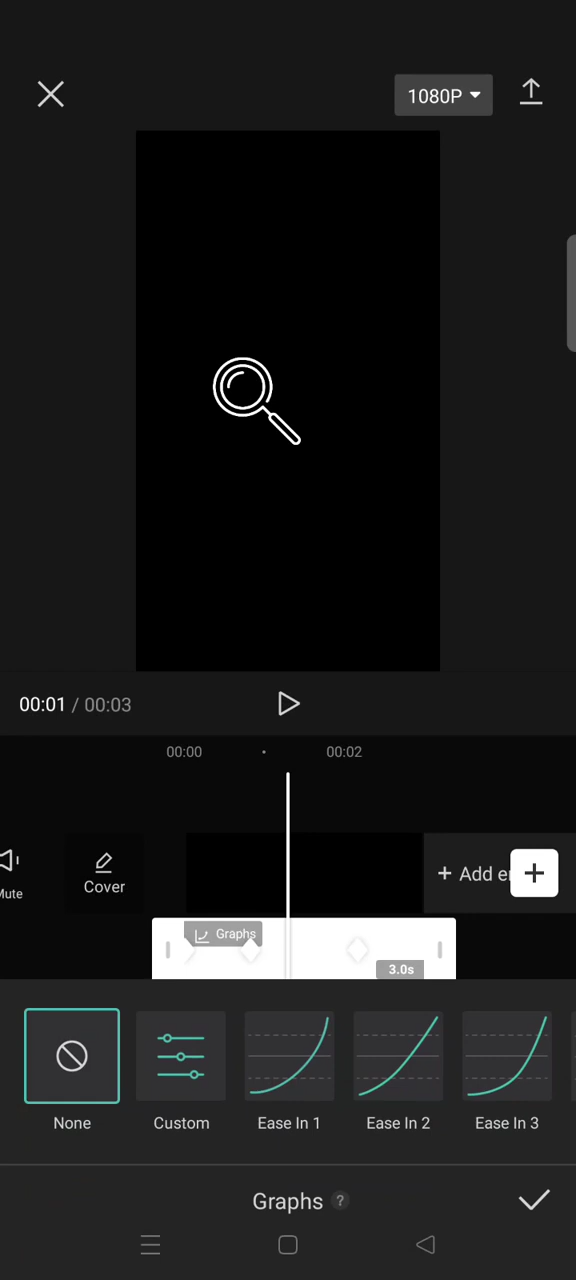 1080P
00:01 / 00:03
00:00 00:02
Mute
Cover
+ Add e
Graphs
3.0s
None
Custom
Ease In 1
Ease In 2
Ease In 3
Graphs ?